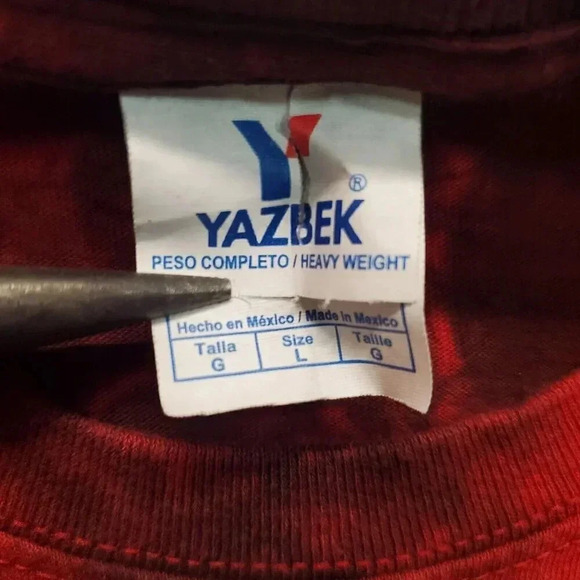 Y
®
YAZBEK
PESO COMPLETO / HEAVY WEIGHT
Hecho en México / Made in Mexico
Talla Size Taille
G L G